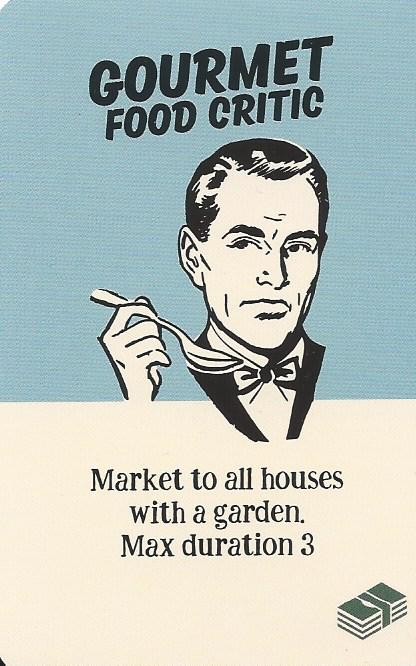 GOURMET
FOOD CRITIC
Market to all houses
with a garden.
Max duration 3